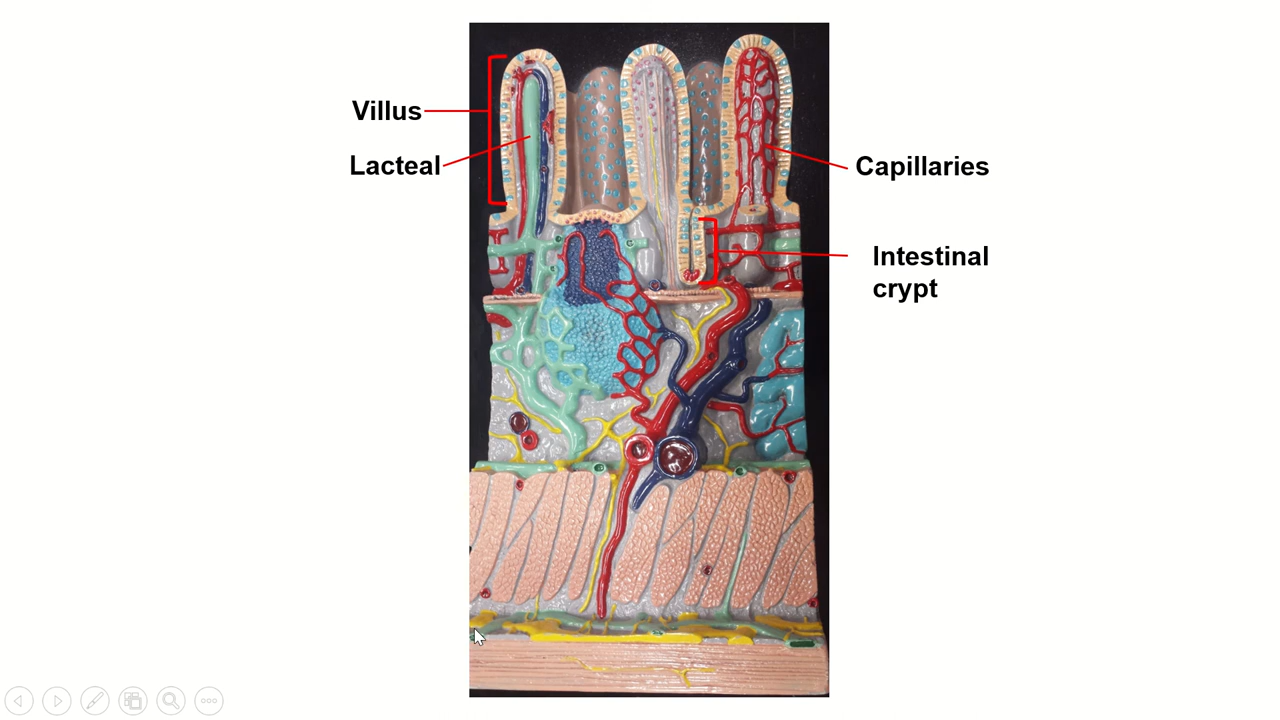 Villus
Lacteal
Capillaries
Intestinal
crypt